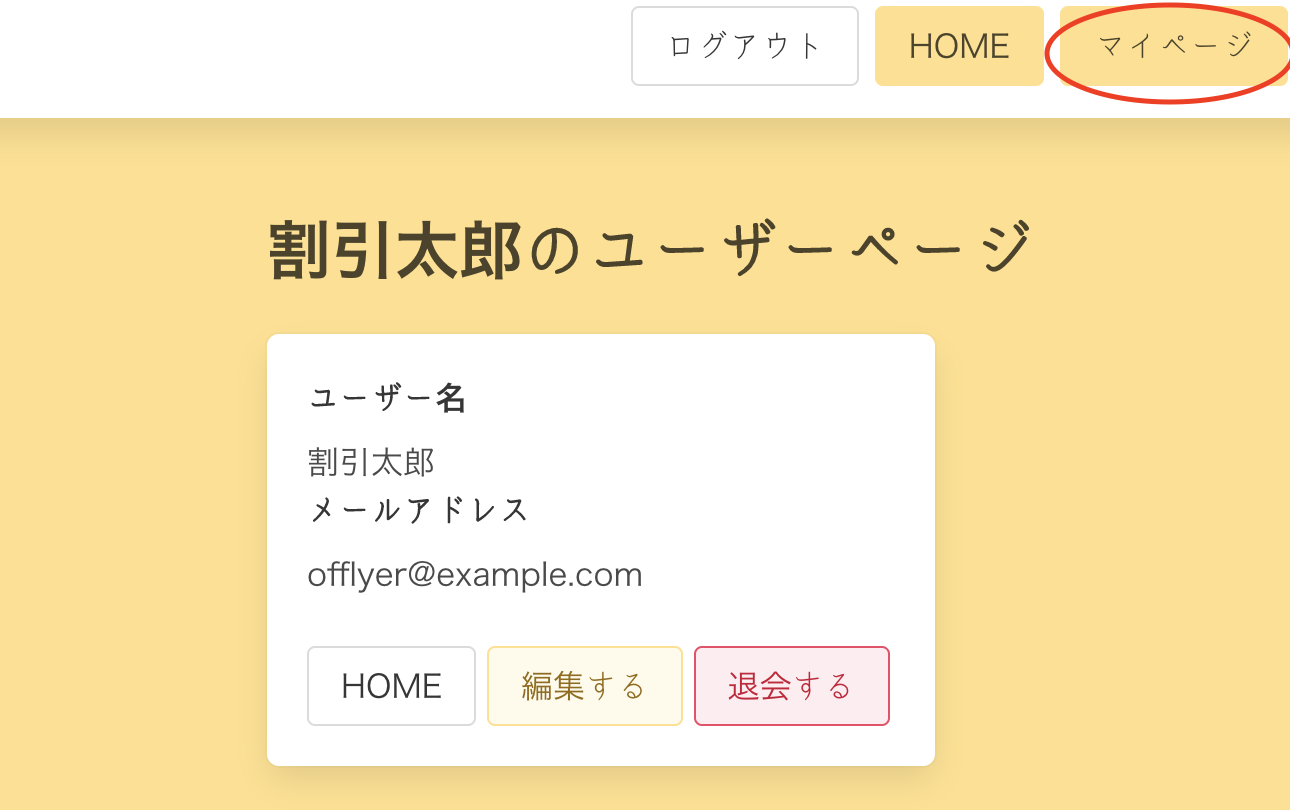 ログアウト HOME マイページ
割引太郎のユーザーページ
ユーザー名
割引太郎
メールアドレス
offlyer@example.com
HOME 編集する 退会する